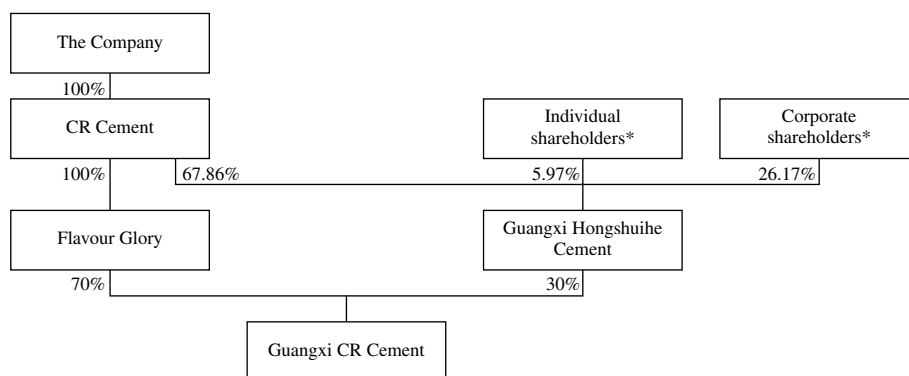 The Company
100%
CR Cement
Individual
shareholders*
Corporate
shareholders*
100%
67.86%
5.97%
26.17%
Flavour Glory
Guangxi Hongshuihe
Cement
70%
30%
Guangxi CR Cement